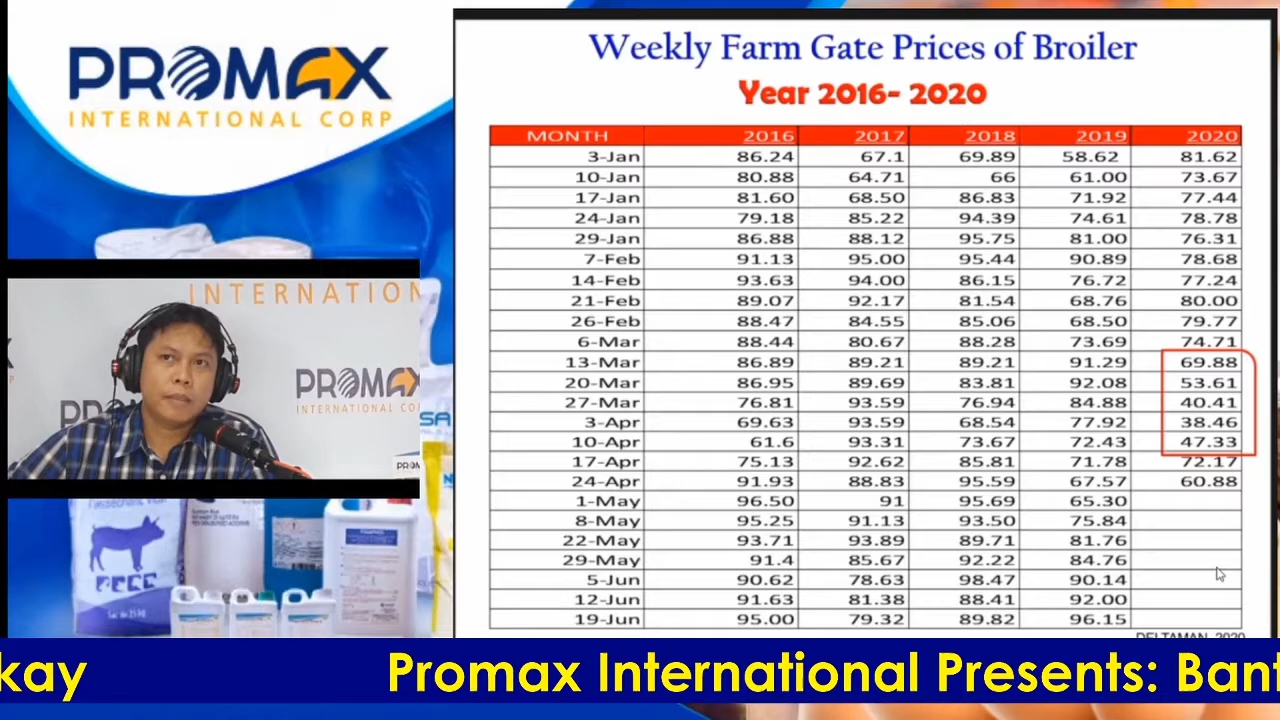 PROMAX
INTERNATIONAL CORP
INTERNATION
PROMAX
INTERNATIONAL CO
Weekly Farm Gate Prices of Broiler
Year 2016- 2020
MONTH 2016 2017 2018 2019 2020
3-Jan 86.24 67.1 69.89 58.62 81.62
10-Jan 80.88 64.71 66 61.00 73.67
17-Jan 81.60 68.50 86.83 71.92 77.44
24-Jan 79.18 85.22 94.39 74.61 78.78
29-Jan 86.88 88.12 95.75 81.00 76.31
7-Feb 91.13 95.00 95.44 90.89 78.68
14-Feb 93.63 94.00 86.15 76.72 77.24
21-Feb 89.07 92.17 81.54 68.76 80.00
26-Feb 88.47 84.55 85.06 68.50 79.77
6-Mar 88.44 80.67 88.28 73.69 74.71
13-Mar 86.89 89.21 89.21 91.29 69.88
20-Mar 86.95 89.69 83.81 92.08 53.61
27-Mar 76.81 93.59 76.94 84.88 40.41
3-Apr 69.63 93.59 68.54 77.92 38.46
10-Apr 61.6 93.31 73.67 72.43 47.33
17-Apr 75.13 92.62 85.81 71.78 72.17
24-Apr 91.93 88.83 95.59 67.57 60.88
1-May 96.50 91 95.69 65.30
8-May 95.25 91.13 93.50 75.84
22-May 93.71 93.89 89.71 81.76
29-May 91.4 85.67 92.22 84.76
5-Jun 90.62 78.63 98.47 90.14
12-Jun 91.63 81.38 88.41 92.00
19-Jun 95.00 79.32 89.82 96.15
DELTAMAN, 2020
kay Promax International Presents: Bant